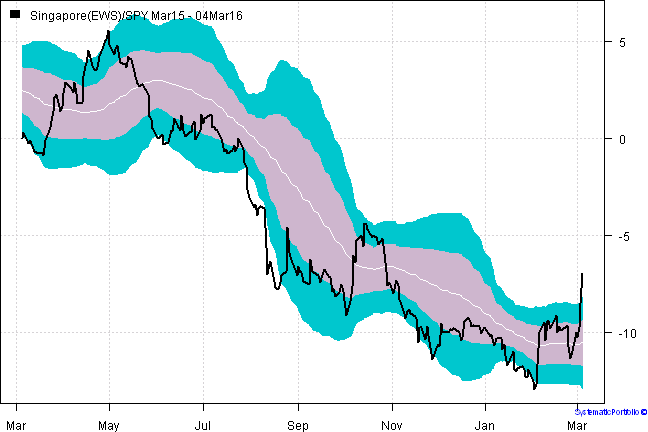 Singapore(EWS)/SPY Mar15 - 04Mar16
5
0
-5
-10
Mar May Jul Sep Nov Jan Mar
SystematicPortfolio ©